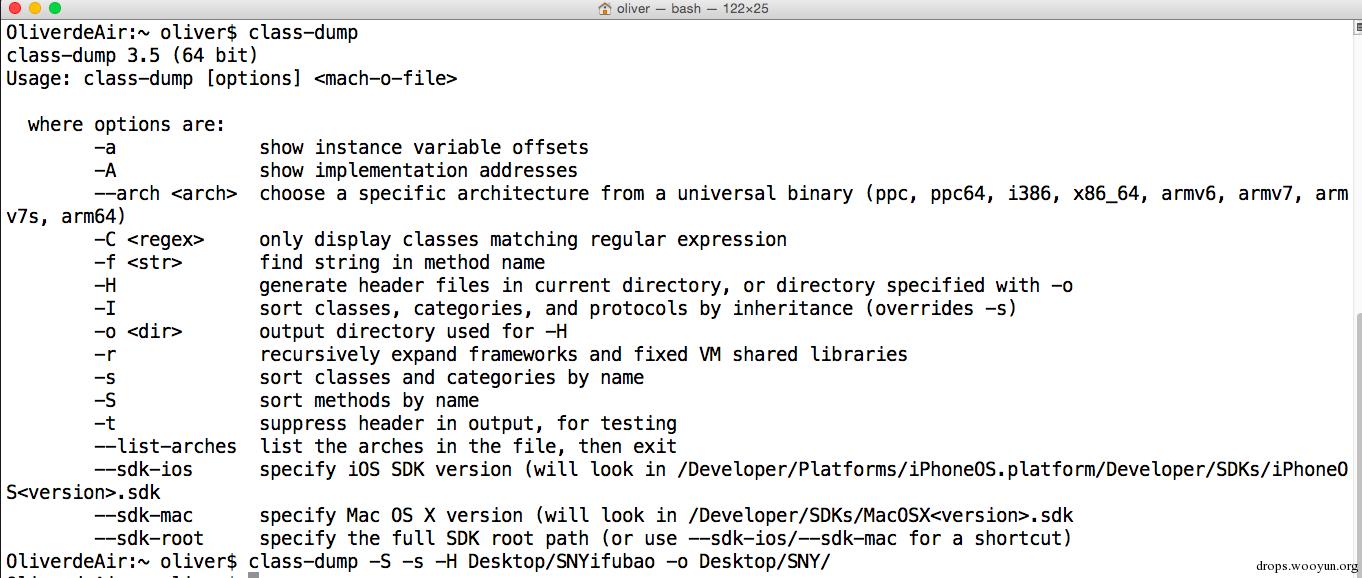 oliver — bash — 122×25
OliverdeAir:~ oliver$ class-dump
class-dump 3.5 (64 bit)
Usage: class-dump [options] <mach-o-file>
where options are:
-a show instance variable offsets
-A show implementation addresses
--arch <arch> choose a specific architecture from a universal binary (ppc, ppc64, i386, x86_64, armv6, armv7, arm
v7s, arm64)
-C <regex> only display classes matching regular expression
-f <str> find string in method name
-H generate header files in current directory, or directory specified with -o
-I sort classes, categories, and protocols by inheritance (overrides -s)
-o <dir> output directory used for -H
-r recursively expand frameworks and fixed VM shared libraries
-s sort classes and categories by name
-S sort methods by name
-t suppress header in output, for testing
--list-arches list the arches in the file, then exit
--sdk-ios specify iOS SDK version (will look in /Developer/Platforms/iPhoneOS.platform/Developer/SDKs/iPhoneO
S<version>.sdk
--sdk-mac specify Mac OS X version (will look in /Developer/SDKs/MacOSX<version>.sdk
--sdk-root specify the full SDK root path (or use --sdk-ios/--sdk-mac for a shortcut)
OliverdeAir:~ oliver$ class-dump -S -s -H Desktop/SNYifubao -o Desktop/SNY/
drops.wooyun.org